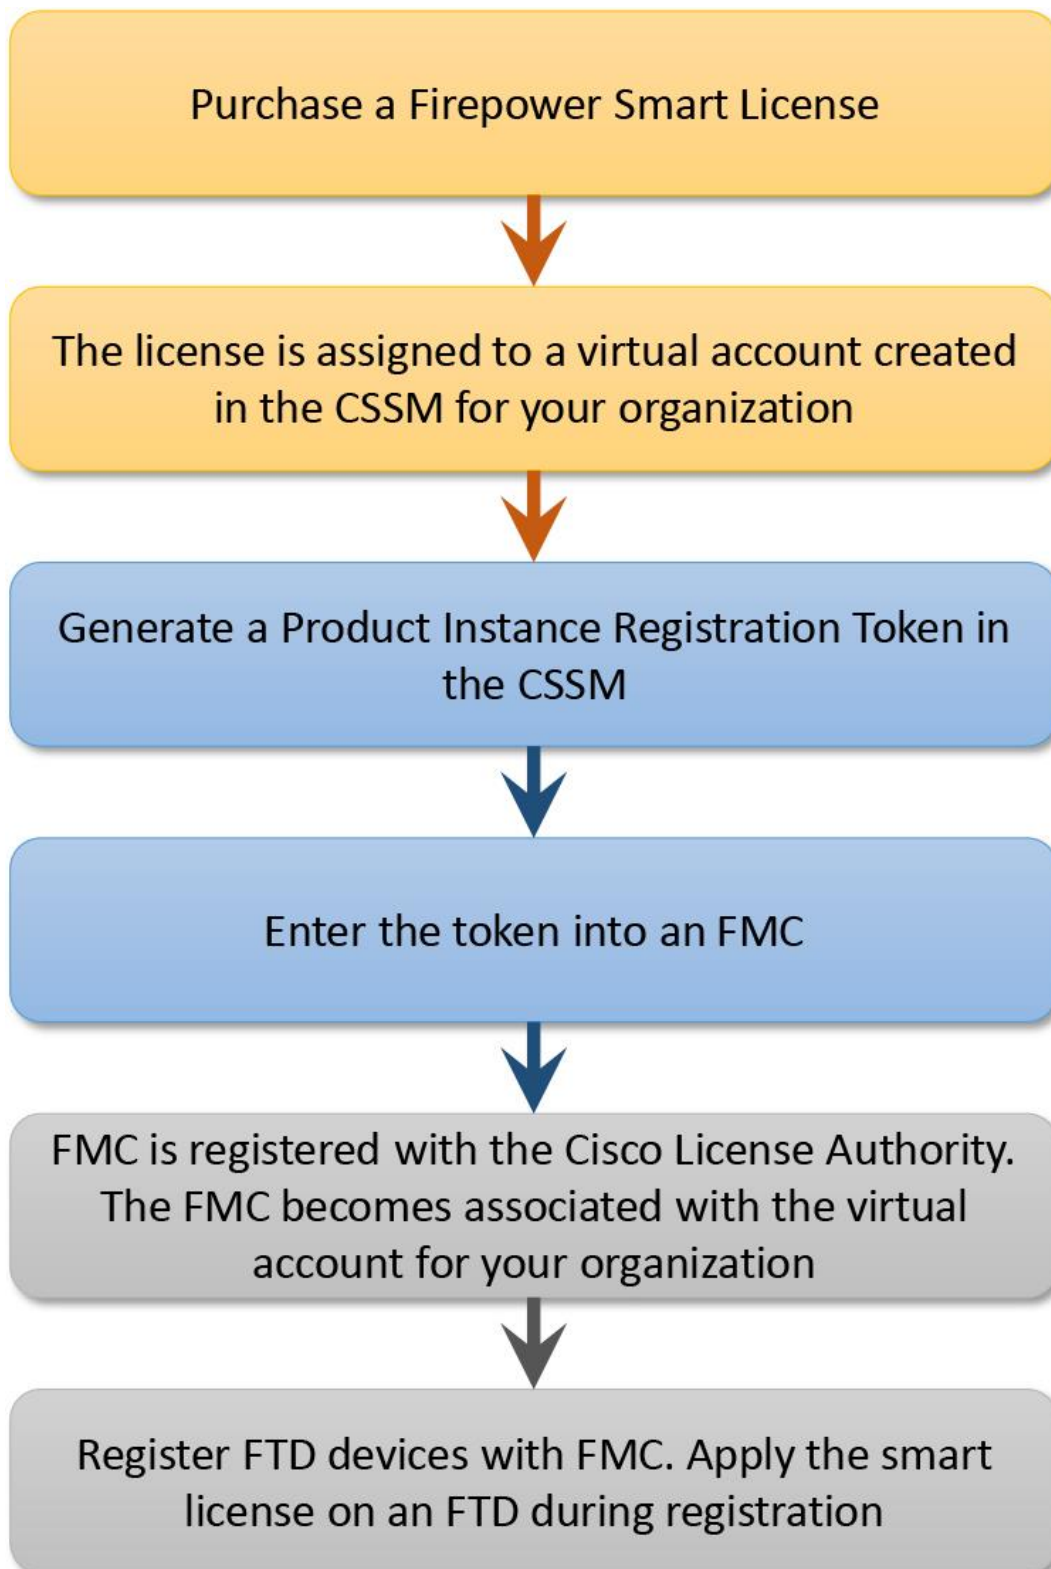 Purchase a Firepower Smart License
The license is assigned to a virtual account created
in the CSSM for your organization
Generate a Product Instance Registration Token in
the CSSM
Enter the token into an FMC
FMC is registered with the Cisco License Authority.
The FMC becomes associated with the virtual
account for your organization
Register FTD devices with FMC. Apply the smart
license on an FTD during registration